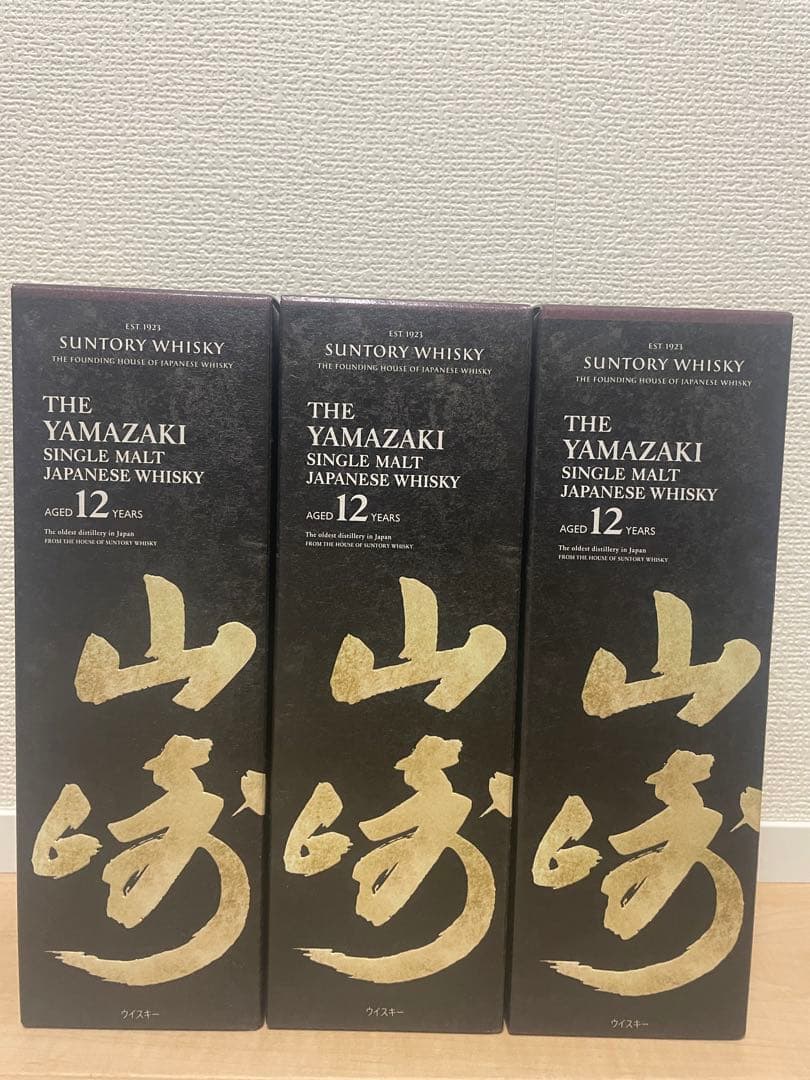 EST 1923
SUNTORY WHISKY
THE FOUNDING HOUSE OF JAPANESE WHISKY
THE
YAMAZAKI
SINGLE MALT
JAPANESE WHISKY
AGED 12 YEARS
The oldest distillery in Japan
FROM THE HOUSE OF SUNTORY WHISKY
山
崎
ウイスキー
EST 1923
SUNTORY WHISKY
THE FOUNDING HOUSE OF JAPANESE WHISKY
THE
YAMAZAKI
SINGLE MALT
JAPANESE WHISKY
AGED 12 YEARS
The oldest distillery in Japan
FROM THE HOUSE OF SUNTORY WHISKY
山
崎
ウイスキー
EST 1923
SUNTORY WHISKY
THE FOUNDING HOUSE OF JAPANESE WHISKY
THE
YAMAZAKI
SINGLE MALT
JAPANESE WHISKY
AGED 12 YEARS
The oldest distillery in Japan
FROM THE HOUSE OF SUNTORY WHISKY
山
崎
ウイスキー